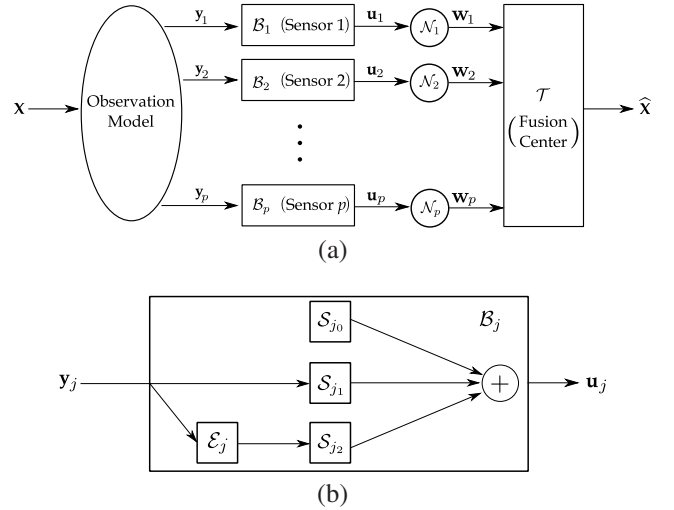 y₁ ℬ₁ (Sensor 1) u₁ 𝒩₁ w₁
y₂ ℬ₂ (Sensor 2) u₂ 𝒩₂ w₂
x Observation Model 𝒯 (Fusion Center) x̂
yₚ ℬₚ (Sensor p) uₚ 𝒩ₚ wₚ
(a)
𝒮ⱼ₀ ℬⱼ
yⱼ 𝒮ⱼ₁ + uⱼ
ℰⱼ 𝒮ⱼ₂
(b)